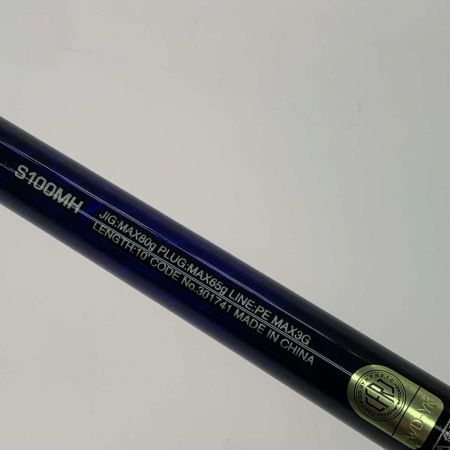 S100MH
JIG:MAX80g PLUG:MAX65g LINE:PE MAX3G
LENGTH:10' CODE No.301741 MADE IN CHINA